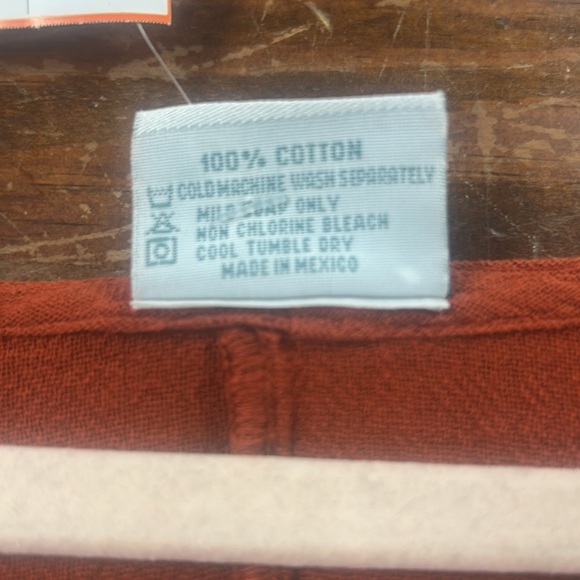 100% COTTON
COLD MACHINE WASH SEPARATELY
MILD SOAP ONLY
NON CHLORINE BLEACH
COOL TUMBLE DRY
MADE IN MEXICO